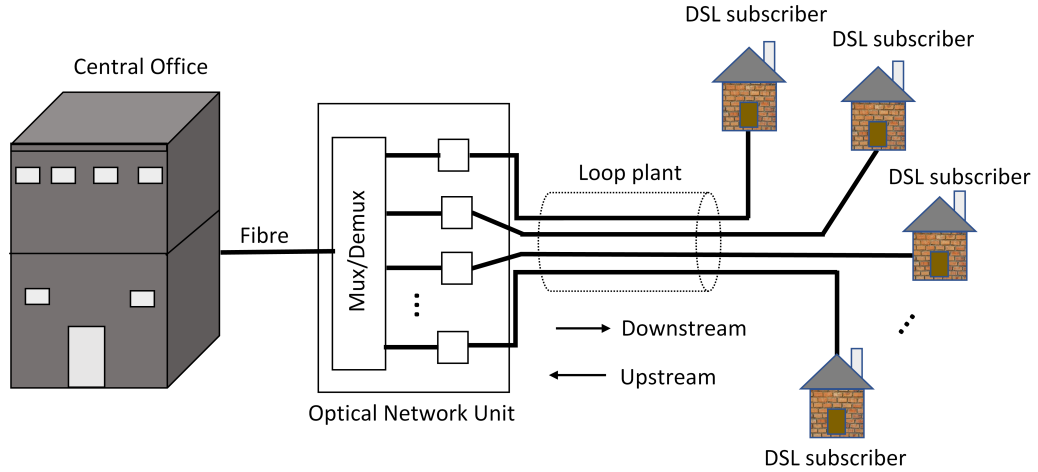 DSL subscriber
DSL subscriber
Central Office
Loop plant
DSL subscriber
Fibre
Mux/Demux
Downstream
Upstream
Optical Network Unit
DSL subscriber